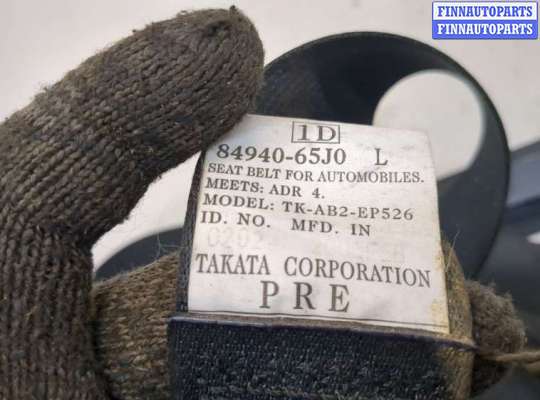 FINNAUTOPARTS
FINNAUTOPARTS
1D
84940-65J0 L
SEAT BELT FOR AUTOMOBILES.
MEETS: ADR 4.
MODEL: TK-AB2-EP526
ID. NO. MFD. IN
TAKATA CORPORATION
PRE